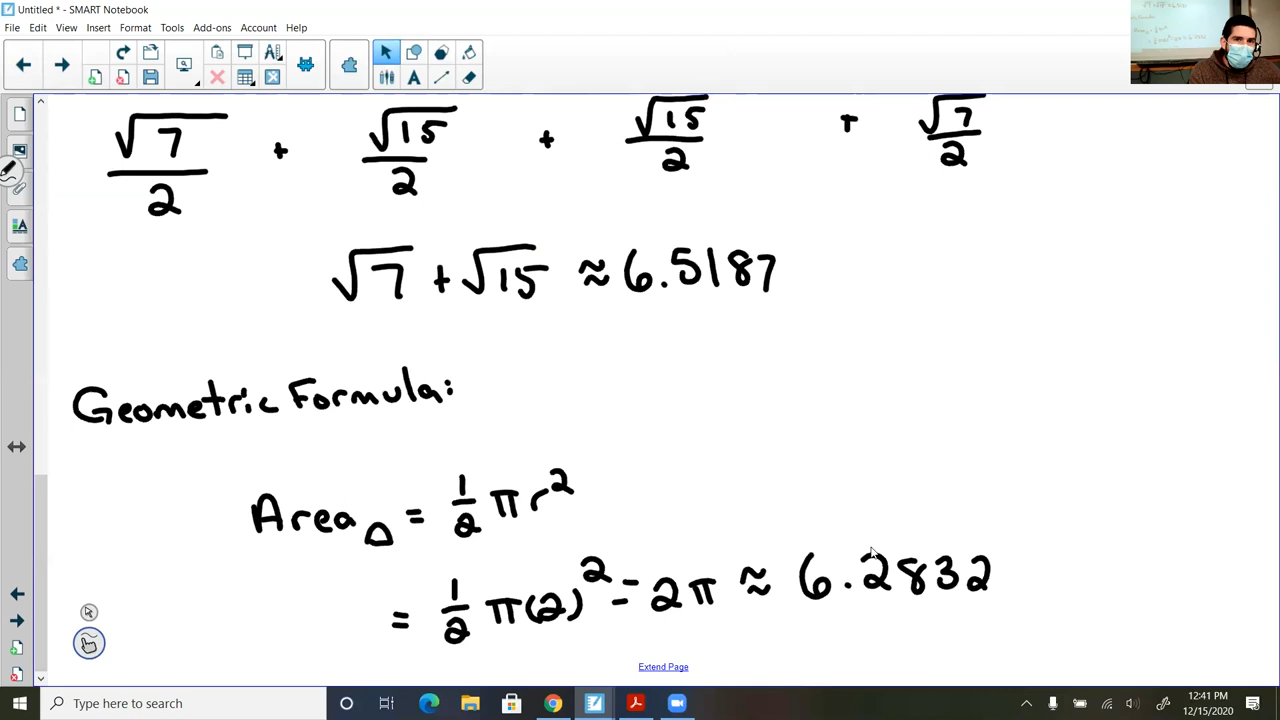 Untitled * - SMART Notebook
File Edit View Insert Format Tools Add-ons Account Help
√7/2 + √15/2 + √15/2 + √7/2
√7 + √15 ≈ 6.5187
Geometric Formula:
Area = 1/2 πr²
= 1/2 π(2)² = 2π ≈ 6.2832
Extend Page
Type here to search
12:41 PM
12/15/2020